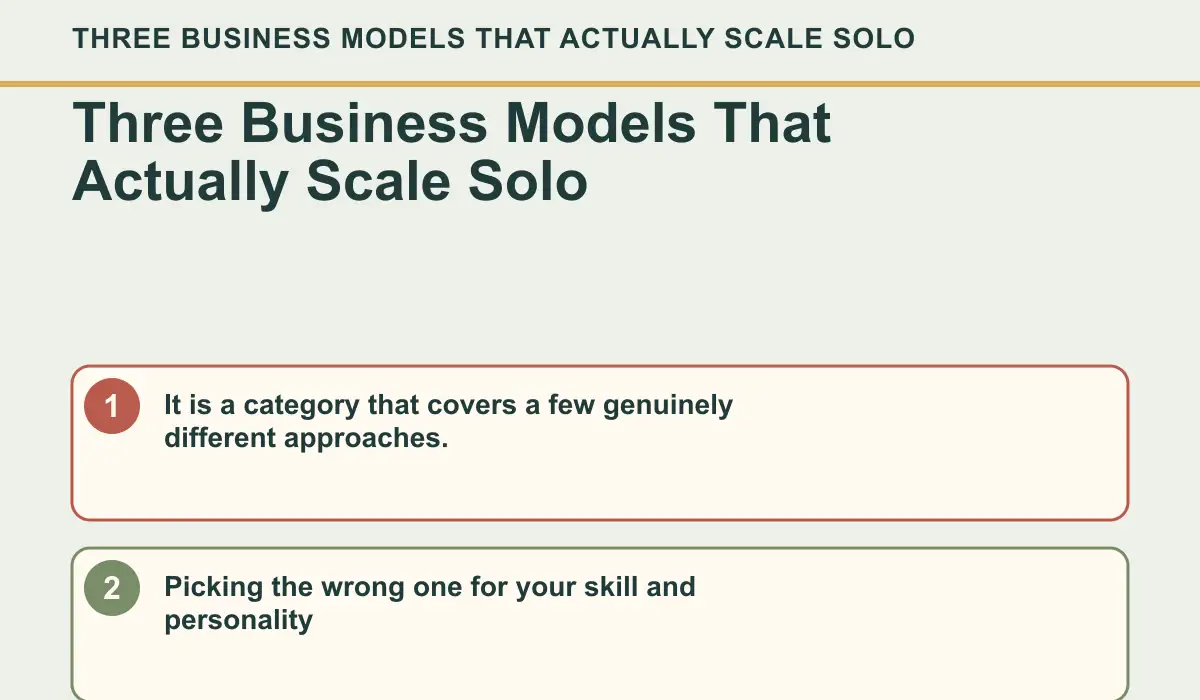 THREE BUSINESS MODELS THAT ACTUALLY SCALE SOLO
Three Business Models That
Actually Scale Solo
1
It is a category that covers a few genuinely
different approaches.
2
Picking the wrong one for your skill and
personality